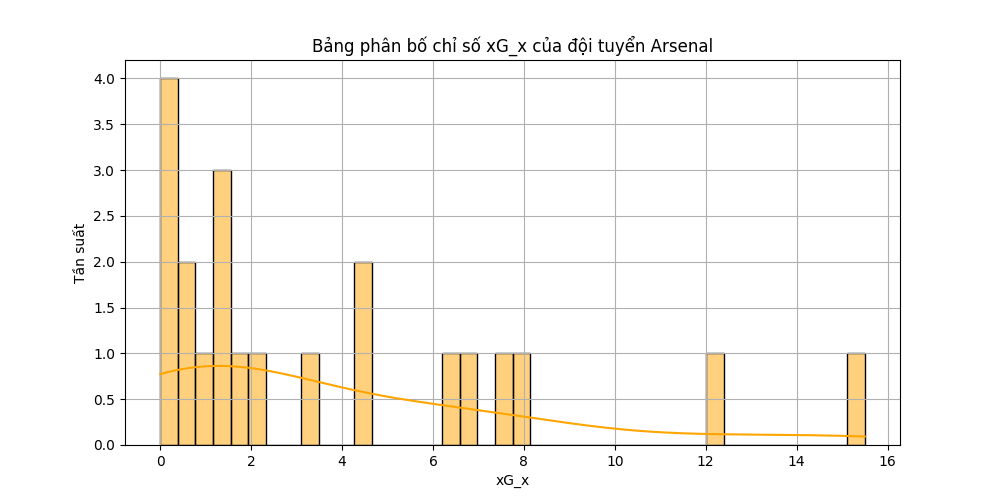 Bảng phân bố chỉ số xG_x của đội tuyển Arsenal
Tần suất
4.0
3.5
3.0
2.5
2.0
1.5
1.0
0.5
0.0
0 2 4 6 8 10 12 14 16
xG_x